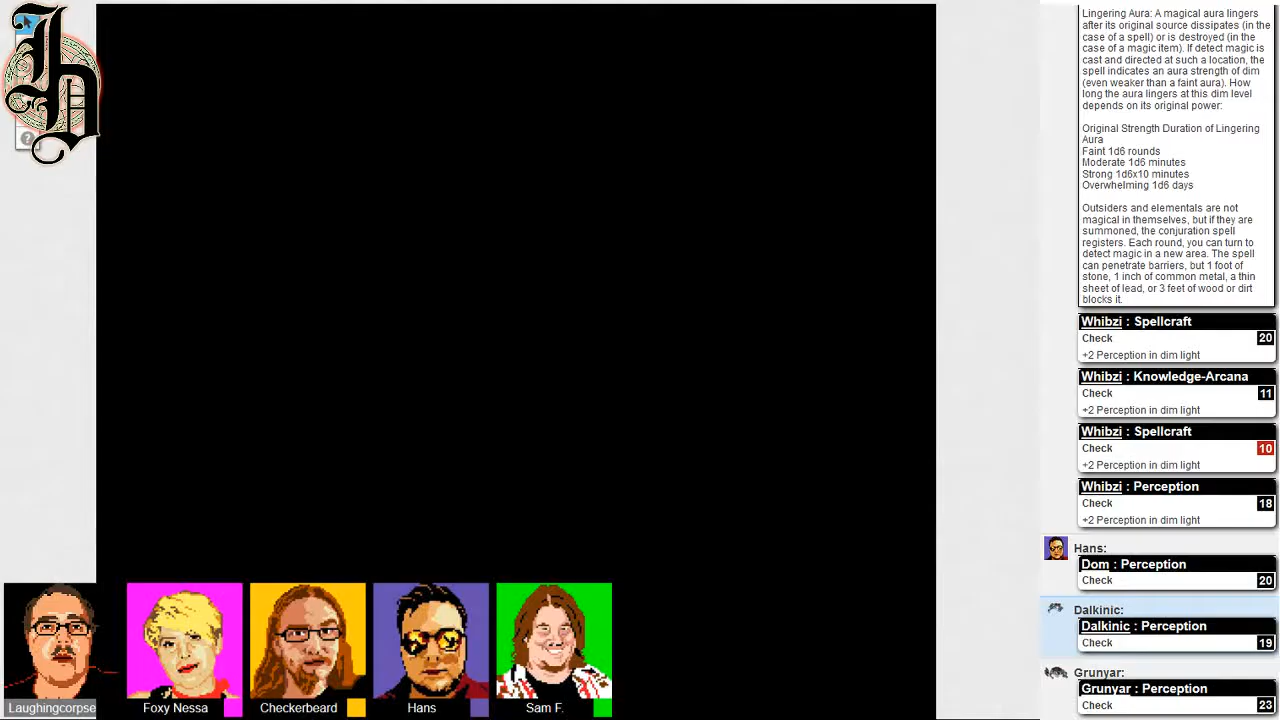 Lingering Aura: A magical aura lingers
after its original source dissipates (in the
case of a spell) or is destroyed (in the
case of a magic item). If detect magic is
cast and directed at such a location, the
spell indicates an aura strength of dim
(even weaker than a faint aura). How
long the aura lingers at this dim level
depends on its original power:
Original Strength Duration of Lingering
Aura
Faint 1d6 rounds
Moderate 1d6 minutes
Strong 1d6x10 minutes
Overwhelming 1d6 days
Outsiders and elementals are not
magical in themselves, but if they are
summoned, the conjuration spell
registers. Each round, you can turn to
detect magic in a new area. The spell
can penetrate barriers, but 1 foot of
stone, 1 inch of common metal, a thin
sheet of lead, or 3 feet of wood or dirt
blocks it.
Whibzi : Spellcraft
Check 20
+2 Perception in dim light
Whibzi : Knowledge-Arcana
Check 11
+2 Perception in dim light
Whibzi : Spellcraft
Check 10
+2 Perception in dim light
Whibzi : Perception
Check 18
+2 Perception in dim light
Hans:
Dom : Perception
Check 20
Dalkinic:
Dalkinic : Perception
Check 19
Grunyar:
Grunyar : Perception
Check 23
?
Laughingcorpse
Foxy Nessa
Checkerbeard
Hans
Sam F.